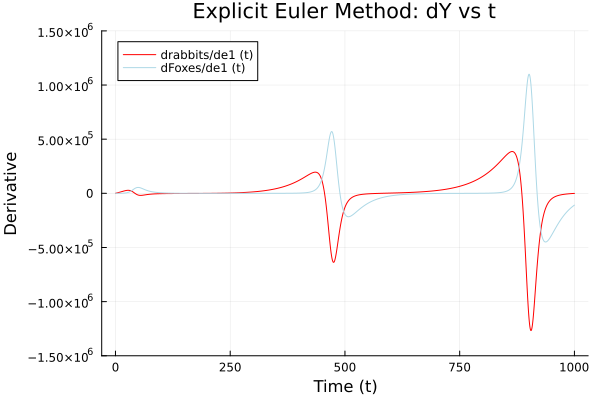 Explicit Euler Method: dY vs t
1.50×10⁶
1.00×10⁶
5.00×10⁵
0
−5.00×10⁵
−1.00×10⁶
−1.50×10⁶
Derivative
drabbits/de1 (t)
dFoxes/de1 (t)
0 250 500 750 1000
Time (t)